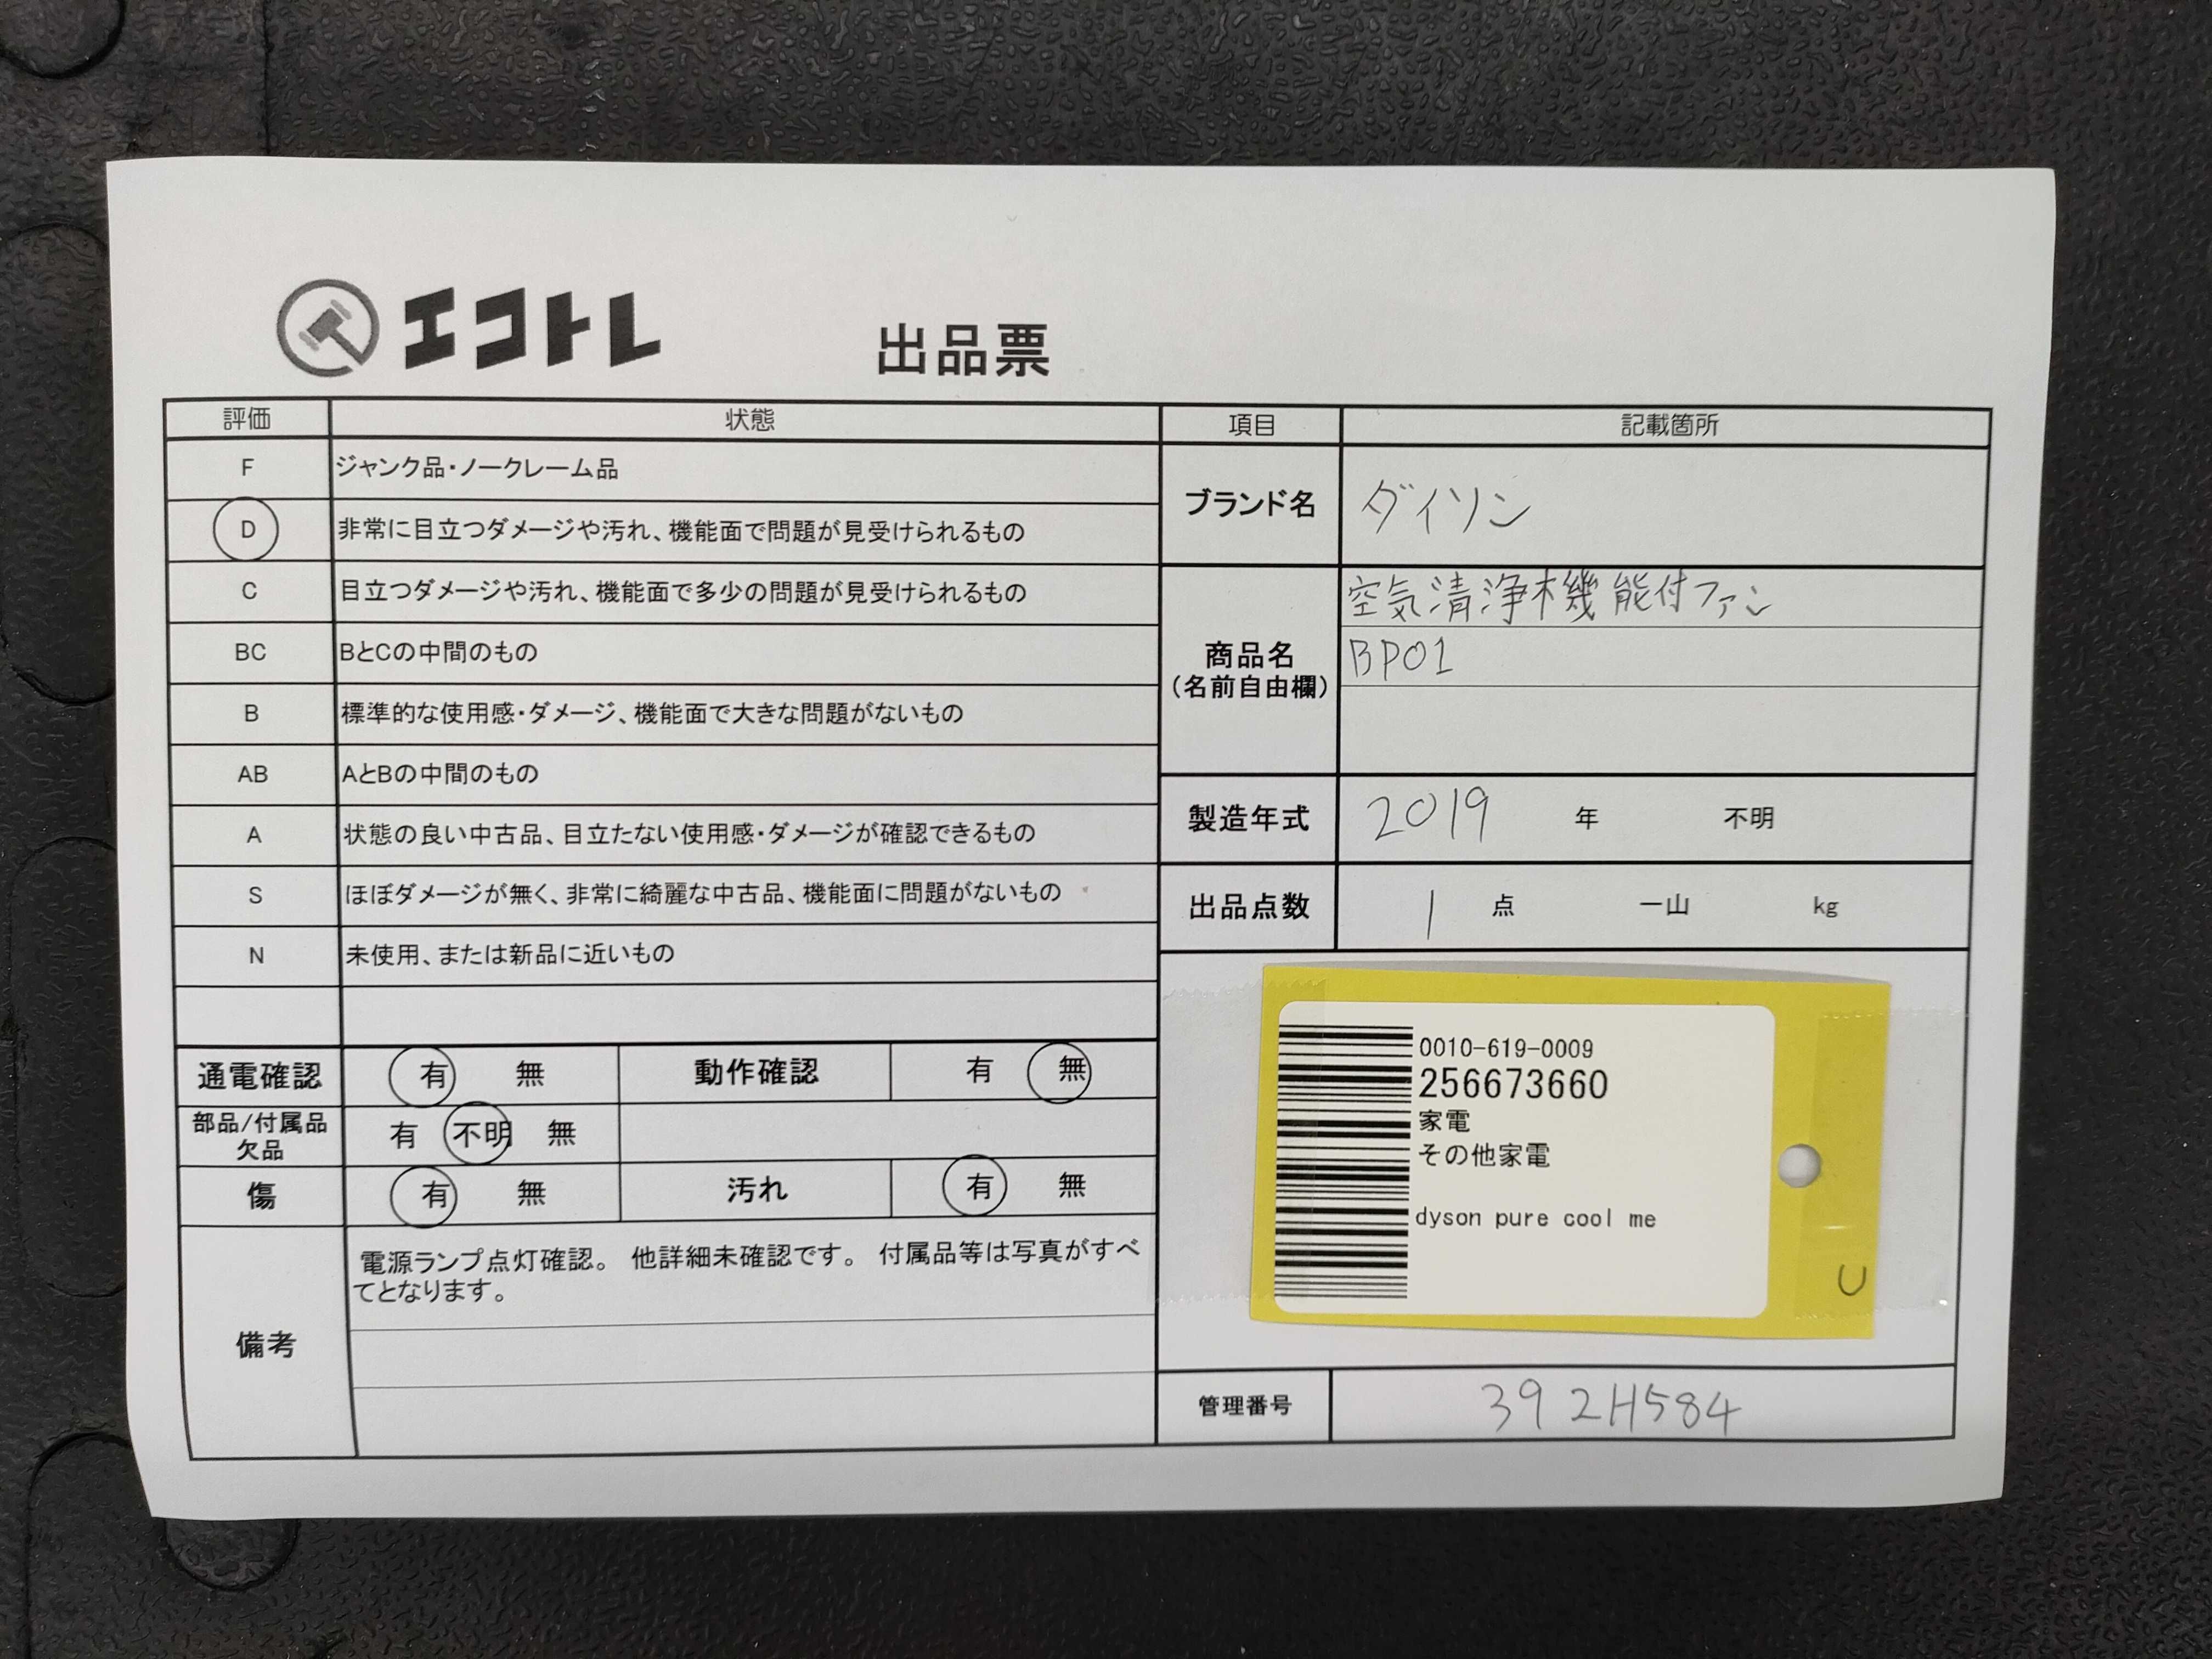 エコトレ
出品票
評価 状態
F ジャンク品・ノークレーム品
D 非常に目立つダメージや汚れ、機能面で問題が見受けられるもの
C 目立つダメージや汚れ、機能面で多少の問題が見受けられるもの
BC BとCの中間のもの
B 標準的な使用感・ダメージ、機能面で大きな問題がないもの
AB AとBの中間のもの
A 状態の良い中古品、目立たない使用感・ダメージが確認できるもの
S ほぼダメージが無く、非常に綺麗な中古品、機能面に問題がないもの
N 未使用、または新品に近いもの
通電確認 有 無 動作確認 有 無
部品/付属品
欠品
有 不明 無
傷 有 無 汚れ 有 無
備考
電源ランプ点灯確認。 他詳細未確認です。 付属品等は写真がすべ
てとなります。
項目 記載箇所
ブランド名 ダイソン
商品名
(名前自由欄)
空気清浄機能付ファン
BP01
製造年式 2019 年 不明
出品点数 1 点 一山 kg
0010-619-0009
256673660
家電
その他家電
dyson pure cool me
U
管理番号 392H584